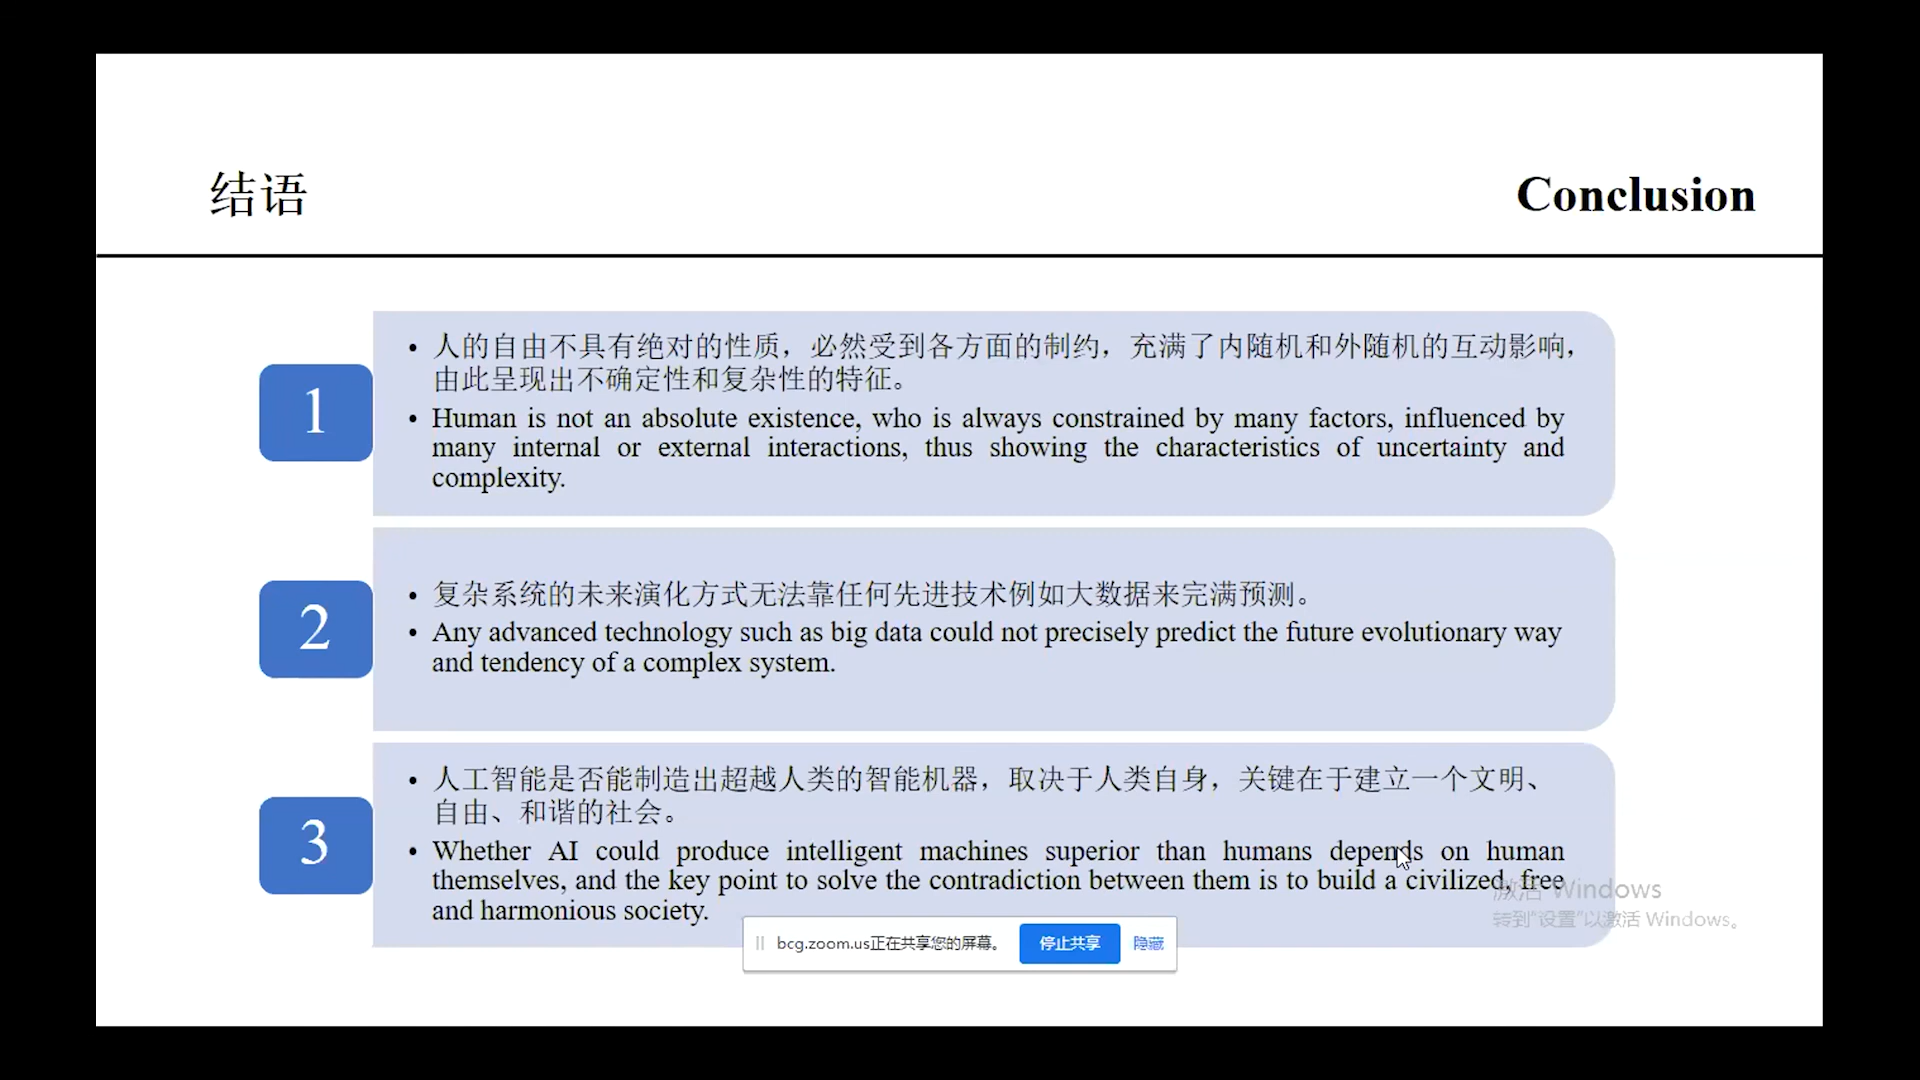 结语
Conclusion
1
• 人的自由不具有绝对的性质，必然受到各方面的制约，充满了内随机和外随机的互动影响，
由此呈现出不确定性和复杂性的特征。
• Human is not an absolute existence, who is always constrained by many factors, influenced by
many internal or external interactions, thus showing the characteristics of uncertainty and
complexity.
2
• 复杂系统的未来演化方式无法靠任何先进技术例如大数据来完满预测。
• Any advanced technology such as big data could not precisely predict the future evolutionary way
and tendency of a complex system.
3
• 人工智能是否能制造出超越人类的智能机器，取决于人类自身，关键在于建立一个文明、
自由、和谐的社会。
• Whether AI could produce intelligent machines superior than humans depends on human
themselves, and the key point to solve the contradiction between them is to build a civilized, free
and harmonious society.
激活 Windows
转到“设置”以激活 Windows。
bcg.zoom.us正在共享您的屏幕。
停止共享
隐藏